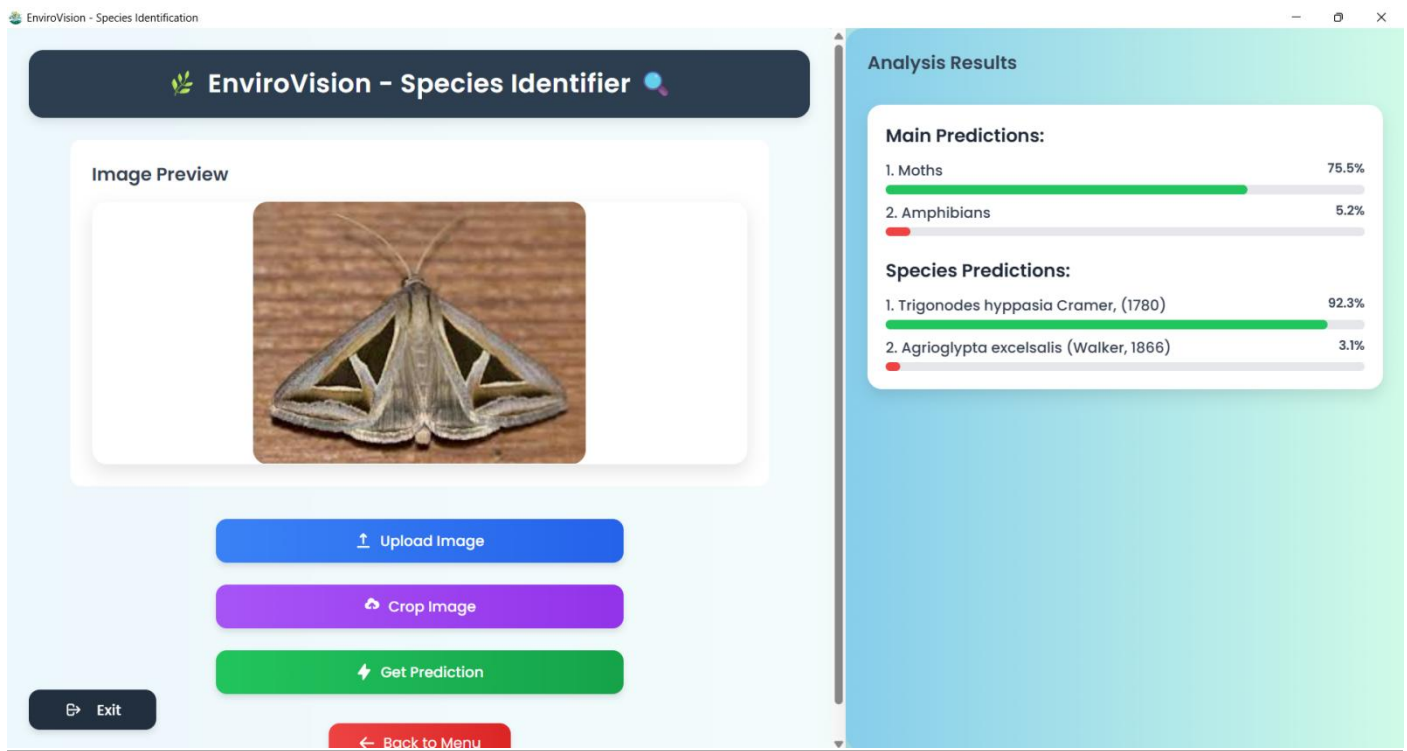 EnviroVision - Species Identification
EnviroVision - Species Identifier
Image Preview
Upload Image
Crop Image
Get Prediction
Exit
Back to Menu
Analysis Results
Main Predictions:
1. Moths 75.5%
2. Amphibians 5.2%
Species Predictions:
1. Trigonodes hyppasia Cramer, (1780) 92.3%
2. Agrioglypta excelsalis (Walker, 1866) 3.1%